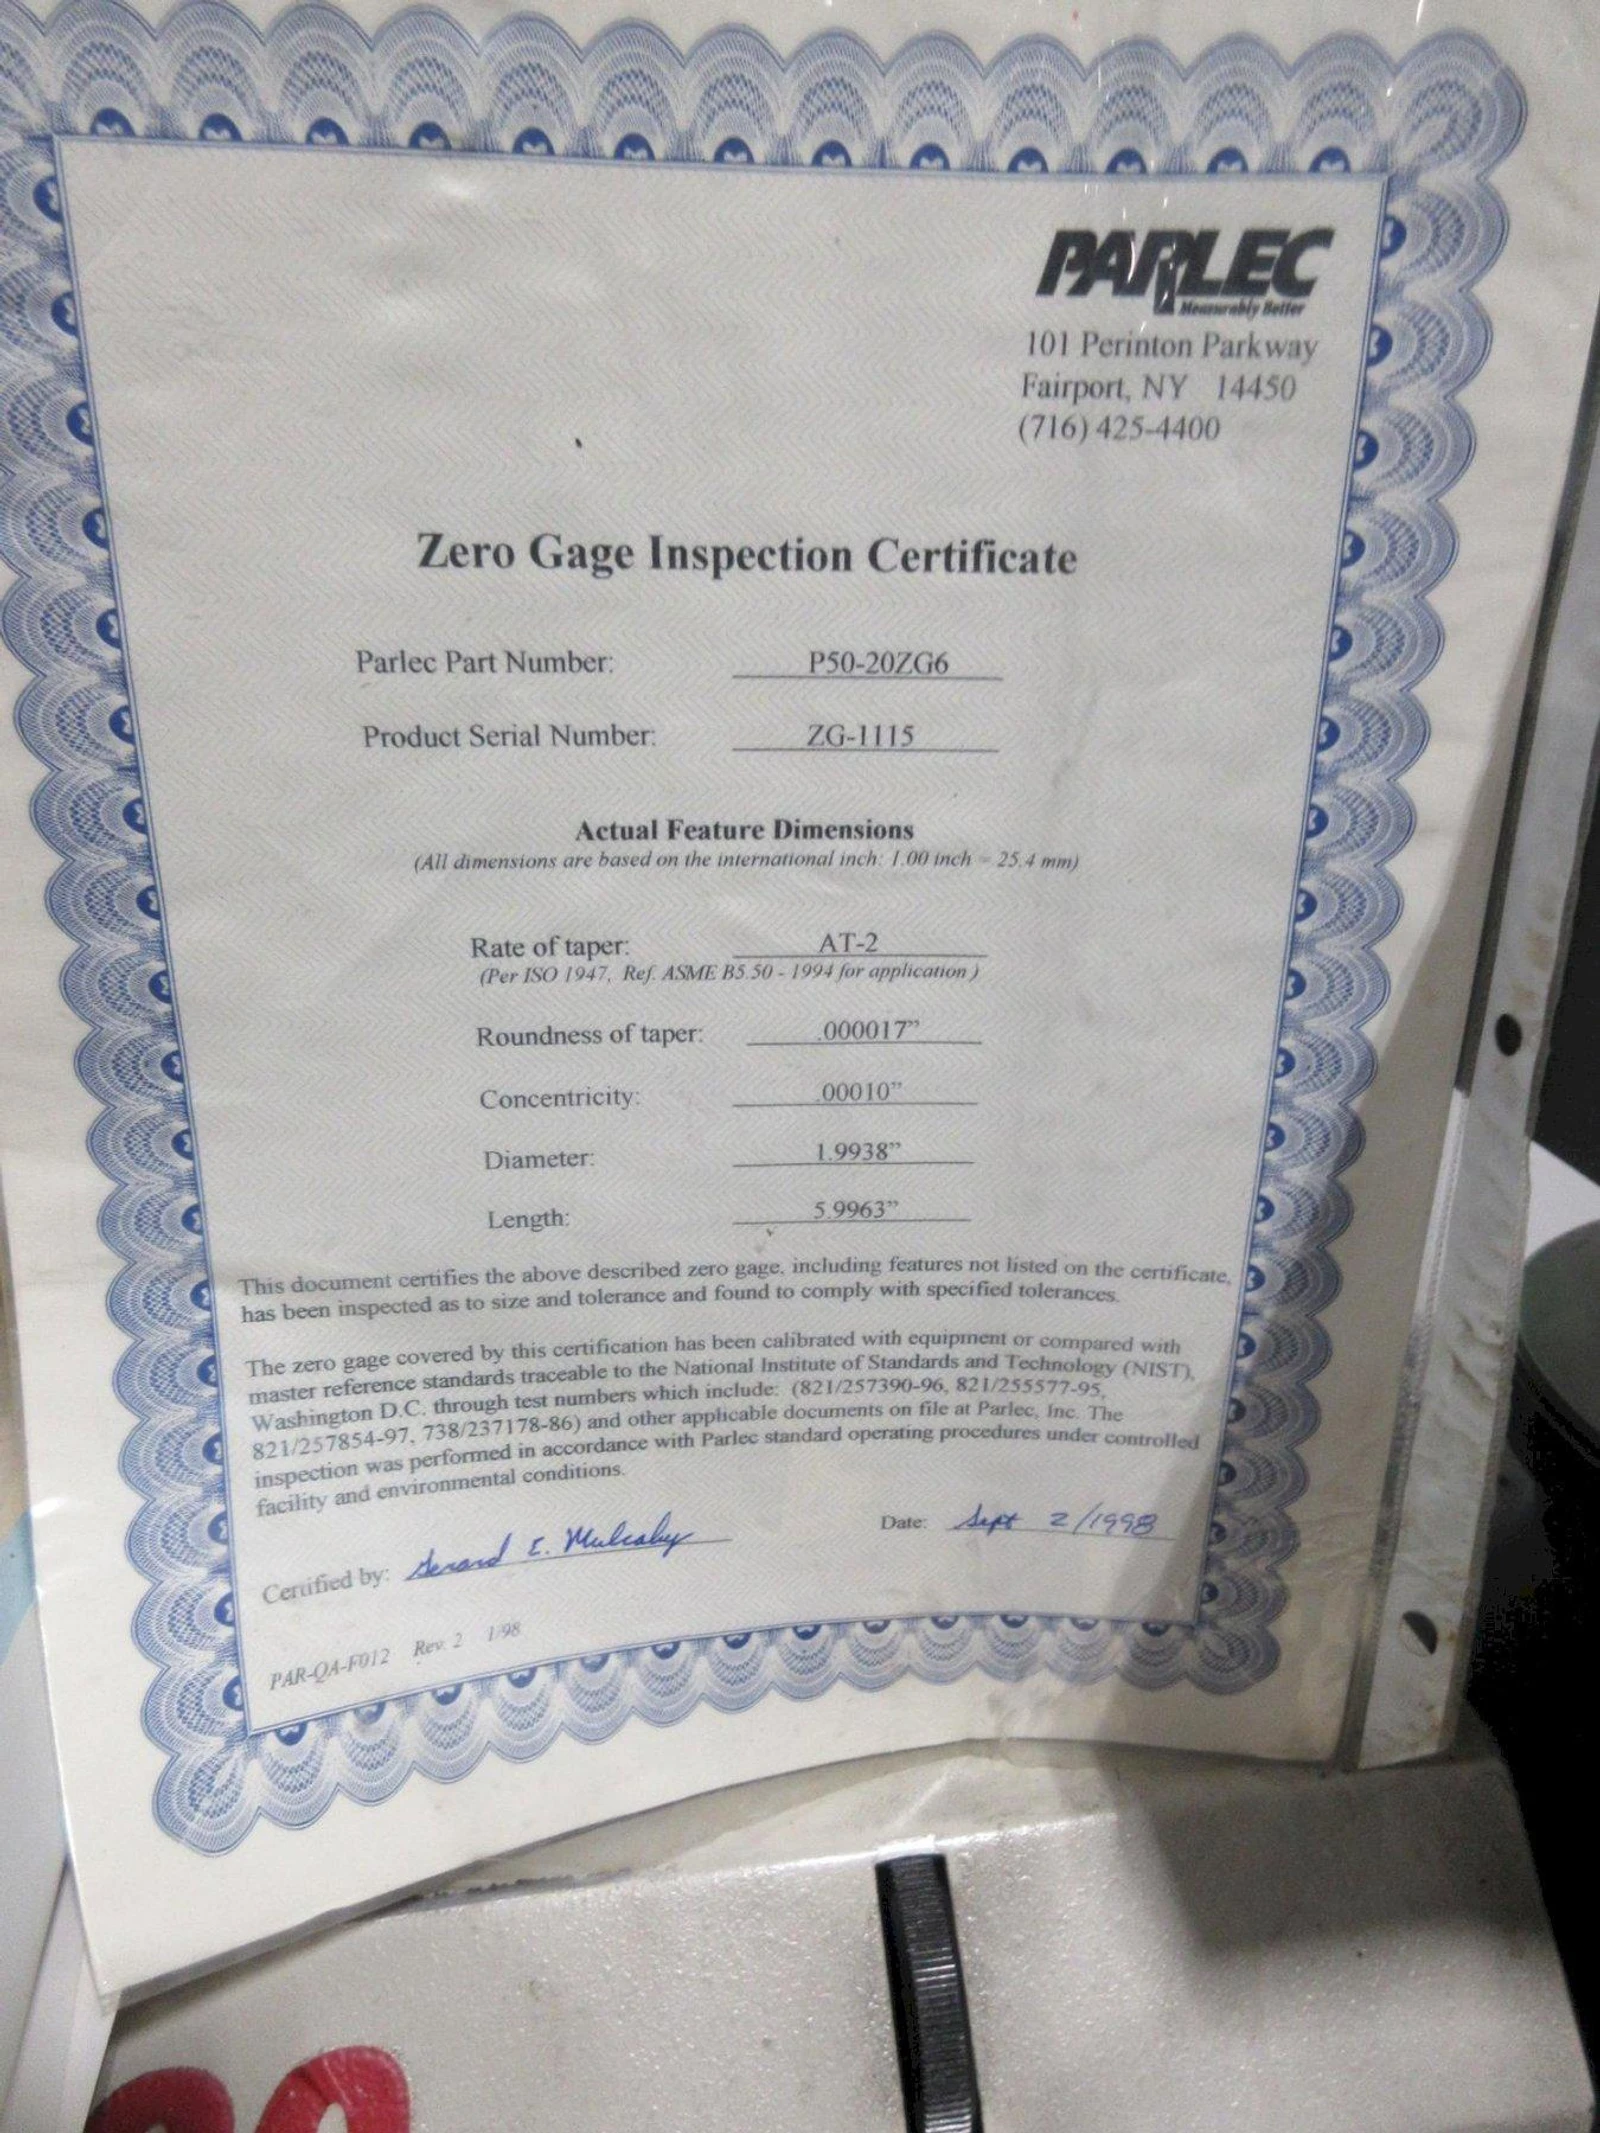 PARLEC
Measurably Better
101 Perinton Parkway
Fairport, NY 14450
(716) 425-4400
Zero Gage Inspection Certificate
Parlec Part Number: P50-20ZG6
Product Serial Number: ZG-1115
Actual Feature Dimensions
(All dimensions are based on the international inch: 1.00 inch = 25.4 mm)
Rate of taper: AT-2
(Per ISO 1947, Ref. ASME B5.50 - 1994 for application )
Roundness of taper: .000017”
Concentricity: .00010”
Diameter: 1.9938”
Length: 5.9963”
This document certifies the above described zero gage, including features not listed on the certificate,
has been inspected as to size and tolerance and found to comply with specified tolerances.
The zero gage covered by this certification has been calibrated with equipment or compared with
master reference standards traceable to the National Institute of Standards and Technology (NIST),
Washington D.C. through test numbers which include: (821/257390-96, 821/255577-95,
821/257854-97, 738/237178-86) and other applicable documents on file at Parlec, Inc. The
inspection was performed in accordance with Parlec standard operating procedures under controlled
facility and environmental conditions.
Certified by: Gerard E. Mulcahy Date: Sept 2/1998
PAR-QA-F012 Rev. 2 1/98